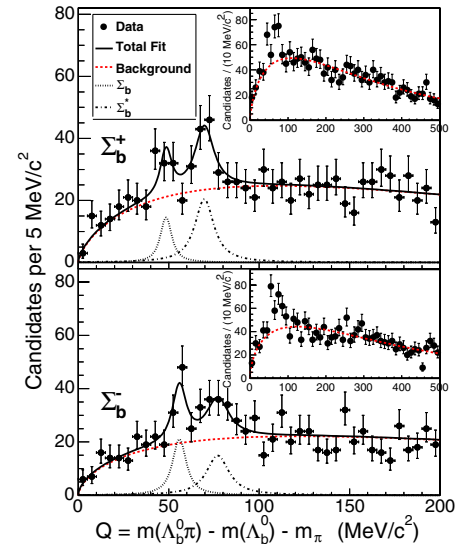 Data
Total Fit
Background
Σb
Σb*
Σb+
Candidates / (10 MeV/c²)
80
60
40
20
0
0 100 200 300 400 500
80
60
40
20
0
Candidates per 5 MeV/c²
Σb-
Candidates / (10 MeV/c²)
80
60
40
20
0
0 100 200 300 400 500
60
40
20
0
0 50 100 150 200
Q = m(Λb0π) - m(Λb0) - mπ (MeV/c²)